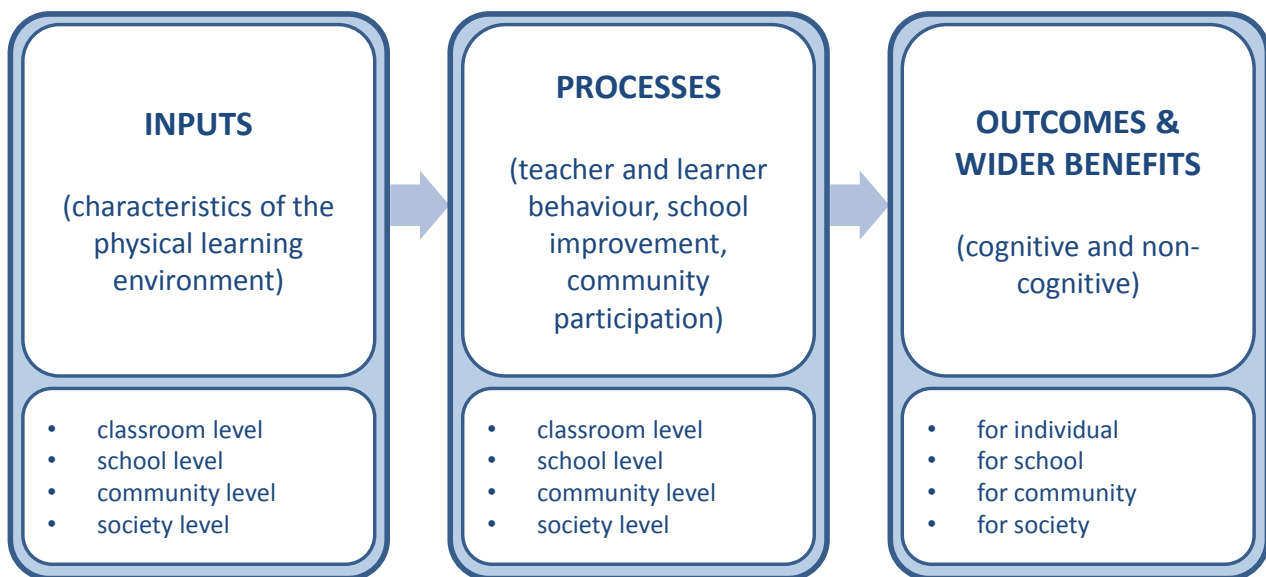 INPUTS
(characteristics of the
physical learning
environment)
• classroom level
• school level
• community level
• society level
PROCESSES
(teacher and learner
behaviour, school
improvement,
community
participation)
• classroom level
• school level
• community level
• society level
OUTCOMES &
WIDER BENEFITS
(cognitive and non-
cognitive)
• for individual
• for school
• for community
• for society